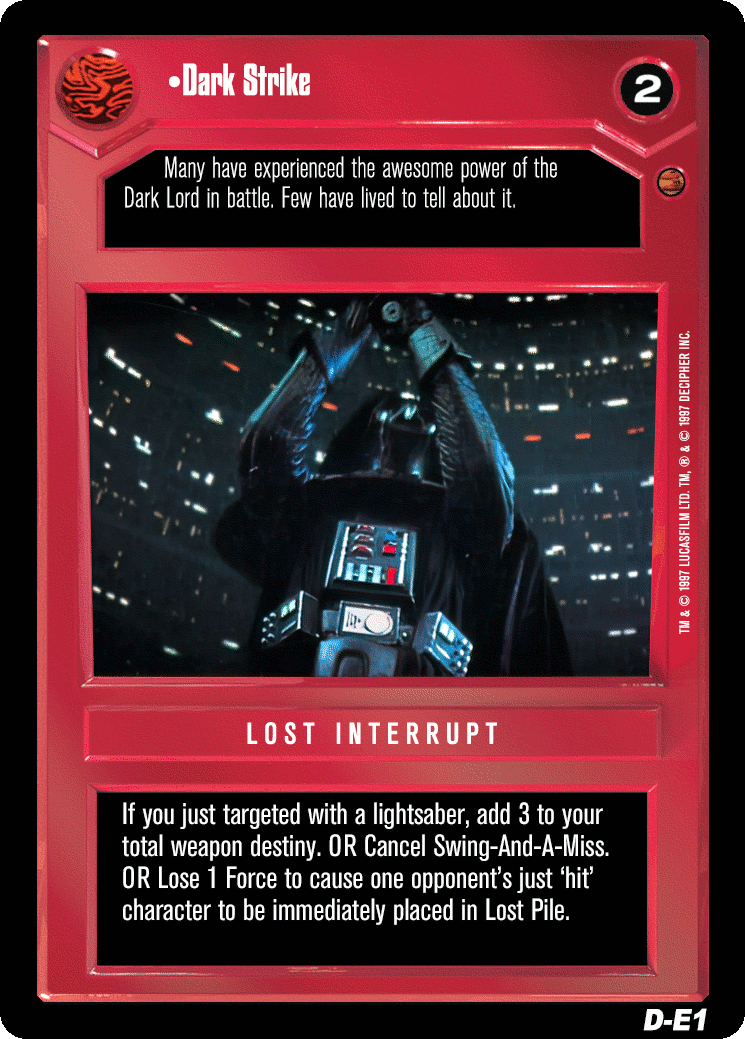 •Dark Strike
2
Many have experienced the awesome power of the
Dark Lord in battle. Few have lived to tell about it.
TM & © 1997 LUCASFILM LTD. TM, ® & © 1997 DECIPHER INC.
LOST INTERRUPT
If you just targeted with a lightsaber, add 3 to your
total weapon destiny. OR Cancel Swing-And-A-Miss.
OR Lose 1 Force to cause one opponent's just ‘hit’
character to be immediately placed in Lost Pile.
D-E1